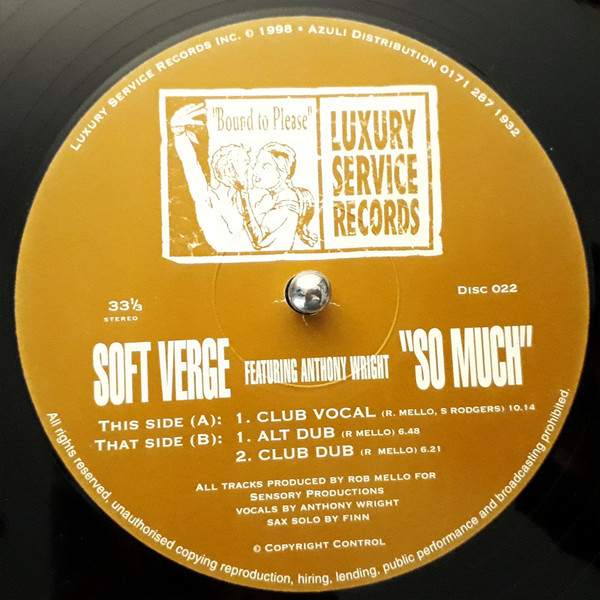 Luxury Service Records Inc. © 1998 • Azuli Distribution 0171 287 1932
"Bound to Please"
LUXURY
SERVICE
RECORDS
33⅓
STEREO
Disc 022
SOFT VERGE FEATURING ANTHONY WRIGHT "SO MUCH"
THIS SIDE (A): 1. CLUB VOCAL (R. MELLO, S RODGERS) 10.14
THAT SIDE (B): 1. ALT DUB (R MELLO) 6.48
2. CLUB DUB (R MELLO) 6.21
ALL TRACKS PRODUCED BY ROB MELLO FOR
SENSORY PRODUCTIONS
VOCALS BY ANTHONY WRIGHT
SAX SOLO BY FINN
© COPYRIGHT CONTROL
All rights reserved, unauthorised copying reproduction, hiring, lending, public performance and broadcasting prohibited.